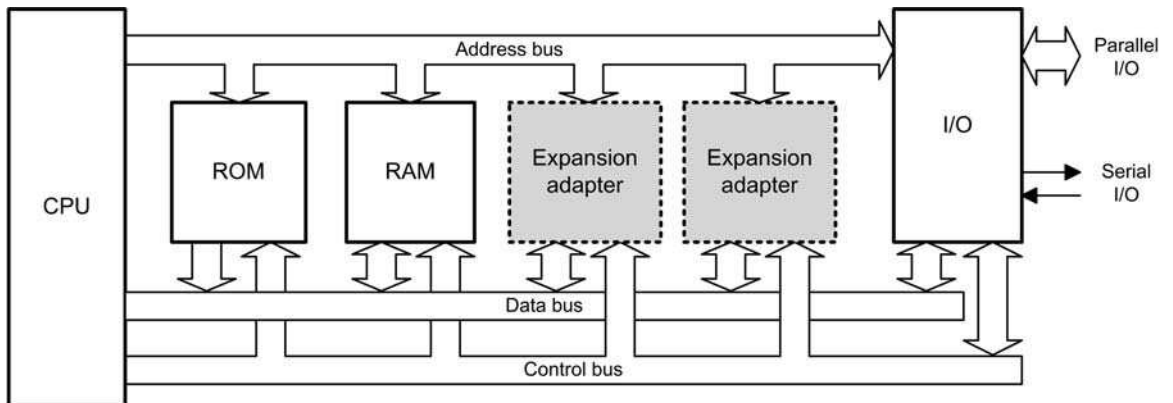 Address bus
Parallel
I/O
CPU
ROM
RAM
Expansion
adapter
Expansion
adapter
I/O
Serial
I/O
Data bus
Control bus